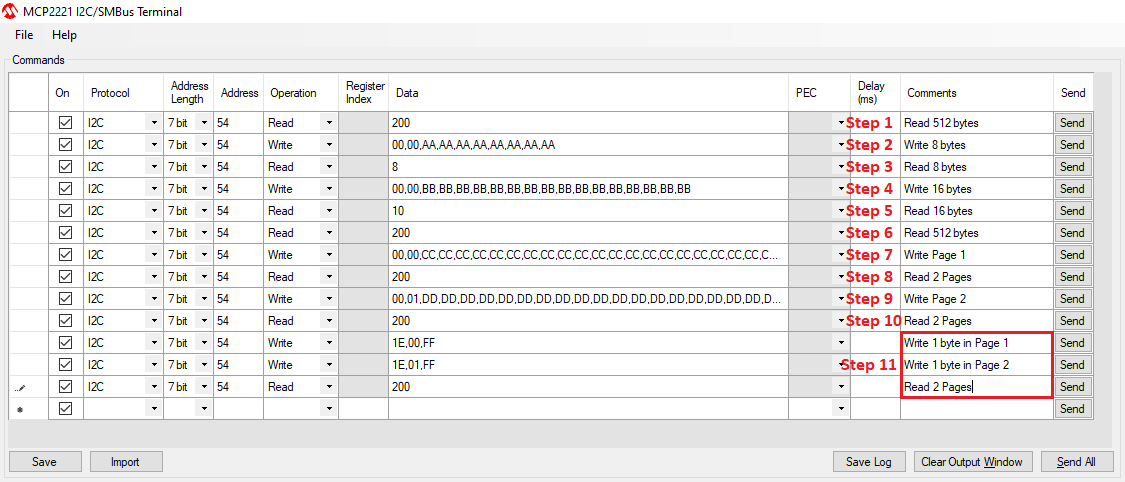 MCP2221 I2C/SMBus Terminal
File Help
Commands
On Protocol Address Length Address Operation Register Index Data PEC Delay (ms) Comments Send
I2C 7 bit 54 Read 200 Step 1 Read 512 bytes Send
I2C 7 bit 54 Write 00,00,AA,AA,AA,AA,AA,AA,AA,AA Step 2 Write 8 bytes Send
I2C 7 bit 54 Read 8 Step 3 Read 8 bytes Send
I2C 7 bit 54 Write 00,00,BB,BB,BB,BB,BB,BB,BB,BB,BB,BB,BB,BB,BB,BB,BB,BB Step 4 Write 16 bytes Send
I2C 7 bit 54 Read 10 Step 5 Read 16 bytes Send
I2C 7 bit 54 Read 200 Step 6 Read 512 bytes Send
I2C 7 bit 54 Write 00,00,CC,CC,CC,CC,CC,CC,CC,CC,CC,CC,CC,CC,CC,CC,CC,CC,CC,CC,CC,CC,C... Step 7 Write Page 1 Send
I2C 7 bit 54 Read 200 Step 8 Read 2 Pages Send
I2C 7 bit 54 Write 00,01,DD,DD,DD,DD,DD,DD,DD,DD,DD,DD,DD,DD,DD,DD,DD,DD,DD,DD,D... Step 9 Write Page 2 Send
I2C 7 bit 54 Read 200 Step 10 Read 2 Pages Send
I2C 7 bit 54 Write 1E,00,FF Write 1 byte in Page 1 Send
I2C 7 bit 54 Write 1E,01,FF Step 11 Write 1 byte in Page 2 Send
I2C 7 bit 54 Read 200 Read 2 Pages Send
Send
Save Import Save Log Clear Output Window Send All